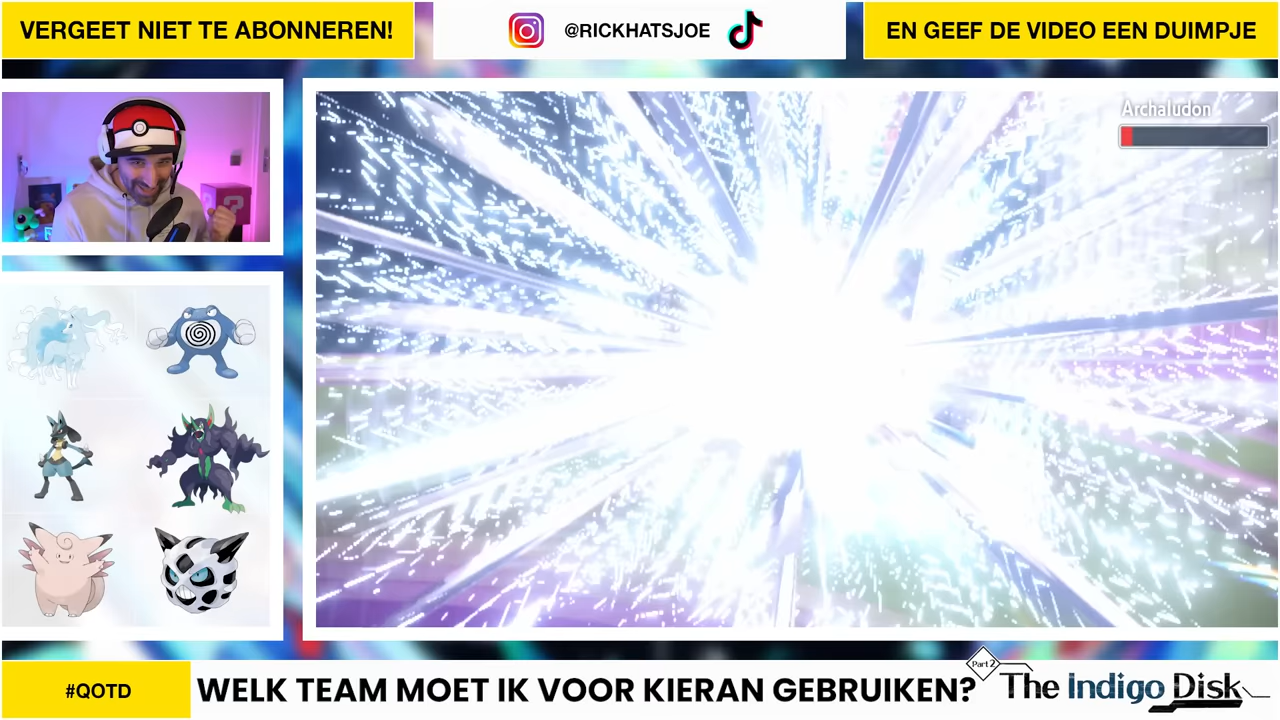 VERGEET NIET TE ABONNEREN!
@RICKHATSJOE
EN GEEF DE VIDEO EEN DUIMPJE
Archaludon
?
#QOTD
WELK TEAM MOET IK VOOR KIERAN GEBRUIKEN?
Part 2
The Indigo Disk